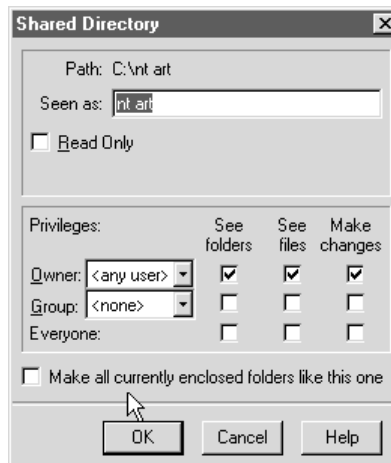 Shared Directory
Path: C:\nt art
Seen as: nt art
Read Only
Privileges: See folders See files Make changes
Owner: <any user>
Group: <none>
Everyone:
Make all currently enclosed folders like this one
OK Cancel Help